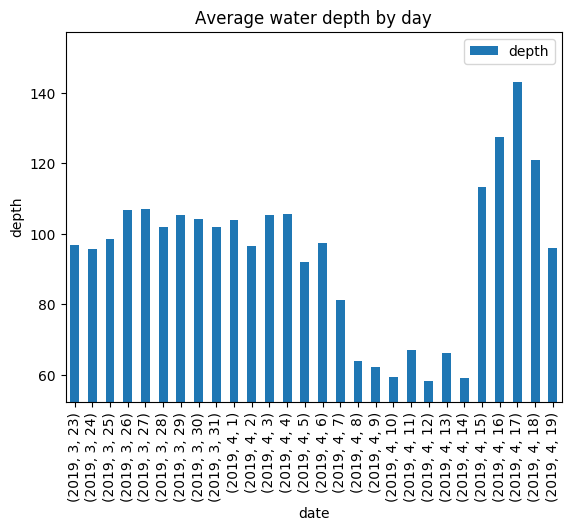 Average water depth by day
depth
depth
140
120
100
80
60
(2019, 3, 23)
(2019, 3, 24)
(2019, 3, 25)
(2019, 3, 26)
(2019, 3, 27)
(2019, 3, 28)
(2019, 3, 29)
(2019, 3, 30)
(2019, 3, 31)
(2019, 4, 1)
(2019, 4, 2)
(2019, 4, 3)
(2019, 4, 4)
(2019, 4, 5)
(2019, 4, 6)
(2019, 4, 7)
(2019, 4, 8)
(2019, 4, 9)
(2019, 4, 10)
(2019, 4, 11)
(2019, 4, 12)
(2019, 4, 13)
(2019, 4, 14)
(2019, 4, 15)
(2019, 4, 16)
(2019, 4, 17)
(2019, 4, 18)
(2019, 4, 19)
date